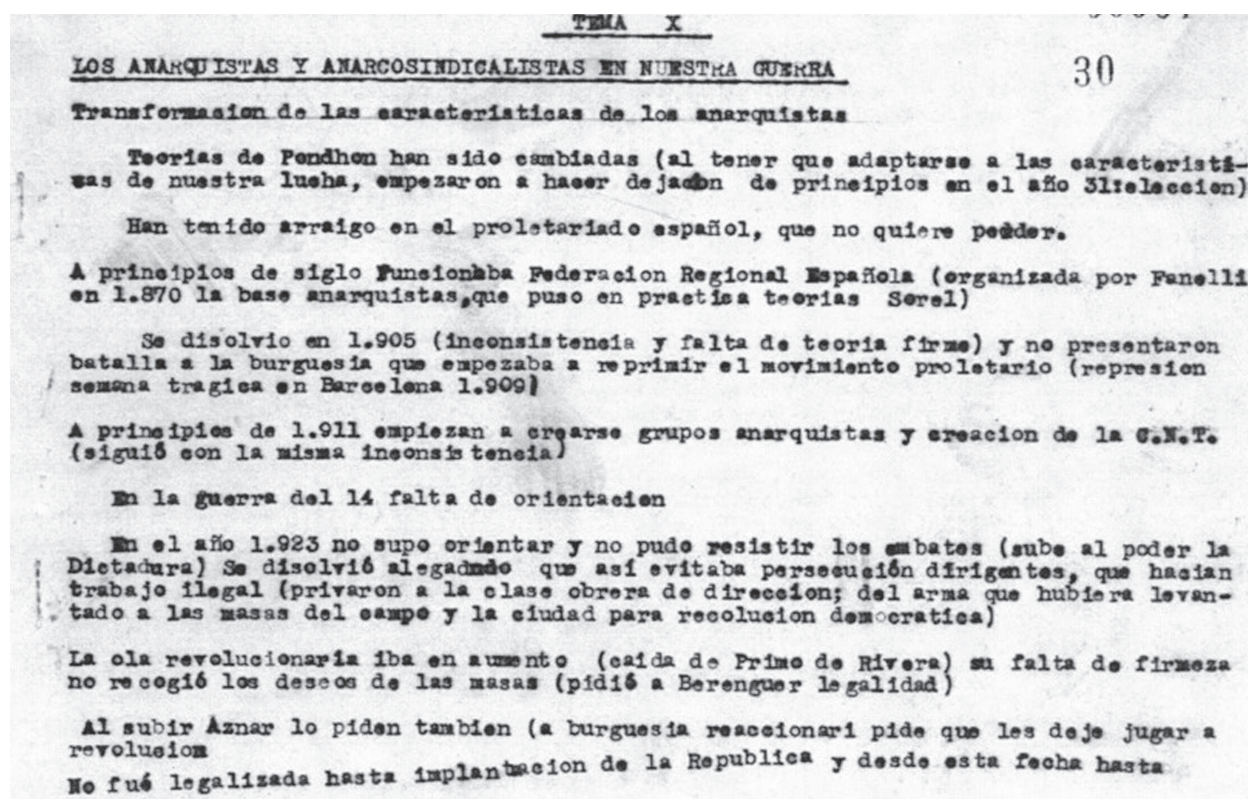 TEMA X
30
LOS ANARQUISTAS Y ANARCOSINDICALISTAS EN NUESTRA GUERRA
Transformacion de las caracteristicas de los anarquistas
Teorias de Pondhon han sido cambiadas (al tener que adaptarse a las caracteristi-
cas de nuestra lucha, empezaron a hacer dejacon de principios en el año 31:eleccion)
Han tenido arraigo en el proletariado español, que no quiere pedder.
A principios de siglo Funcionaba Federacion Regional Española (organizada por Fanelli
en 1.870 la base anarquistas,que puso en practica teorias Sorel)
Se disolvio en 1.905 (inconsistencia y falta de teoria firme) y no presentaron
batalla a la burguesia que empezaba a reprimir el movimiento proletario (represion
semana tragica en Barcelona 1.909)
A principios de 1.911 empiezan a crearse grupos anarquistas y creacion de la C.N.T.
(siguió con la misma inconsistencia)
En la guerra del 14 falta de orientacion
En el año 1.923 no supo orientar y no pudo resistir los embates (sube al poder la
Dictadura) Se disolvió alegadndo que así evitaba persecución dirigentes, que hacian
trabajo ilegal (privaron a la clase obrera de direccion; del arma que hubiera levan-
tado a las masas del campo y la ciudad para recolucion democratica)
La ola revolucionaria iba en aumento (caida de Primo de Rivera) su falta de firmeza
no recogió los deseos de las masas (pidió a Berenguer legalidad)
Al subir Aznar lo piden tambien (a burguesia reaccionari pide que les deje jugar a
revolucion
No fué legalizada hasta implantacion de la Republica y desde esta fecha hasta